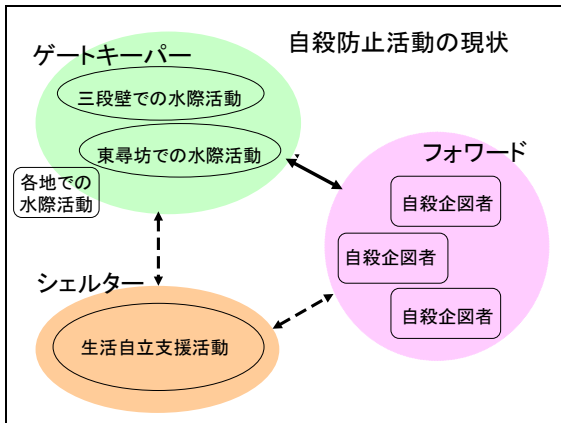 自殺防止活動の現状
ゲートキーパー
三段壁での水際活動
東尋坊での水際活動
各地での
水際活動
フォワード
自殺企図者
自殺企図者
自殺企図者
シェルター
生活自立支援活動